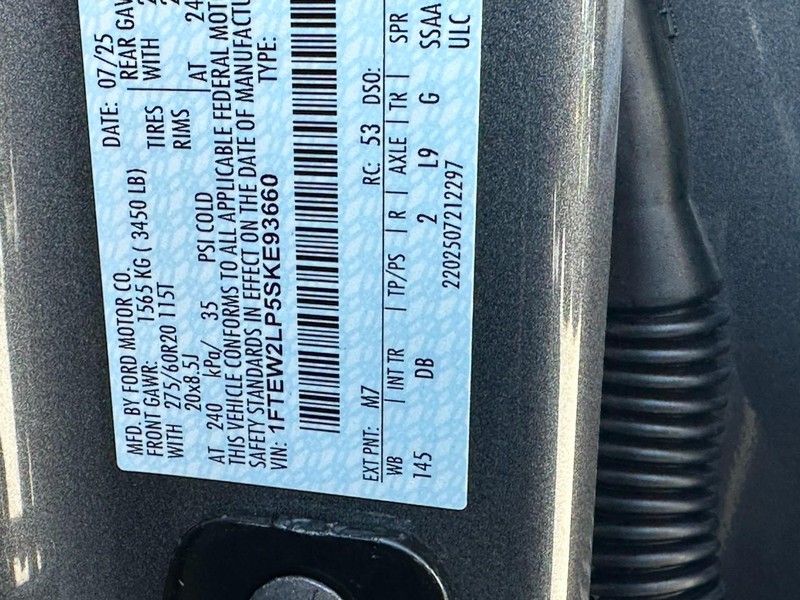 MFD. BY FORD MOTOR CO.
DATE: 07/25
FRONT GAWR: 1565 KG ( 3450 LB)
REAR GAW
WITH 275/60R20 115T
TIRES
WITH
20x8.5J
RIMS
AT 240 kPa/ 35 PSI COLD
AT 24
THIS VEHICLE CONFORMS TO ALL APPLICABLE FEDERAL MOT
SAFETY STANDARDS IN EFFECT ON THE DATE OF MANUFACTU
VIN: 1FTEW2LP5SKE93660
TYPE:
EXT PNT: M7
RC: 53 DSO:
WB | INT TR | TP/PS | R | AXLE | TR | SPR
145 DB 2 L9 G SSAA
2202507212297
ULC